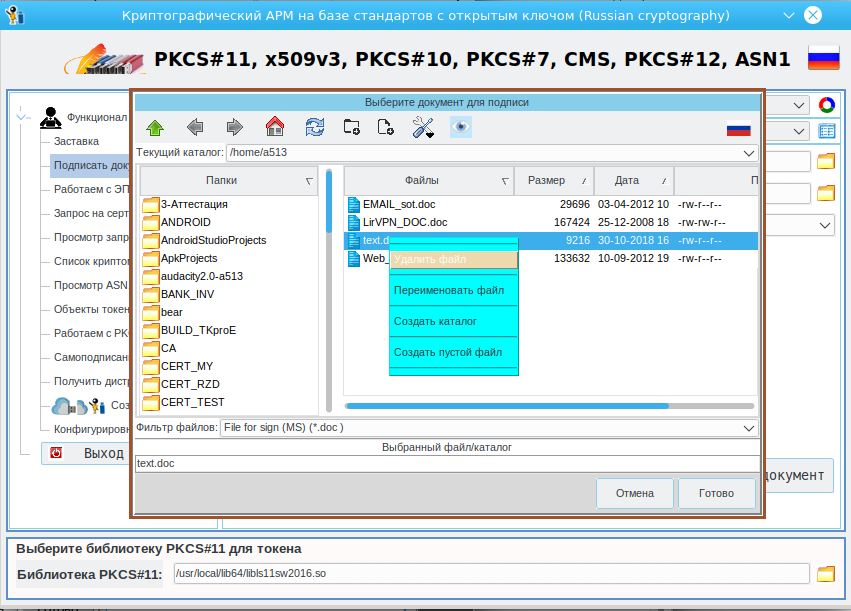 Криптографический АРМ на базе стандартов с открытым ключом (Russian cryptography)
PKCS#11, x509v3, PKCS#10, PKCS#7, CMS, PKCS#12, ASN1
Функционал
Заставка
Подписать доку
Работаем с ЭП
Запрос на серт
Просмотр запр
Список крипто
Просмотр ASN
Объекты токен
Работаем с PK
Самоподписан
Получить дист
Соз
Конфигурировн
Выход
Выберите документ для подписи
Текущий каталог: /home/a513
Папки
3-Аттестация
ANDROID
AndroidStudioProjects
ApkProjects
audacity2.0-a513
BANK_INV
bear
BUILD_TKproE
CA
CERT_MY
CERT_RZD
CERT_TEST
Файлы Размер Дата П
EMAIL_sot.doc 29696 03-04-2012 10 -rw-r--r--
LirVPN_DOC.doc 167424 25-12-2008 18 -rw-rw-r--
text.d 9216 30-10-2018 16 -rw-r--r--
Web_ 133632 10-09-2012 19 -rw-r--r--
Удалить файл
Переименовать файл
Создать каталог
Создать пустой файл
Фильтр файлов: File for sign (MS) (*.doc )
Выбранный файл/каталог
text.doc
Отмена Готово
документ
Выберите библиотеку PKCS#11 для токена
Библиотека PKCS#11: /usr/local/lib64/libls11sw2016.so